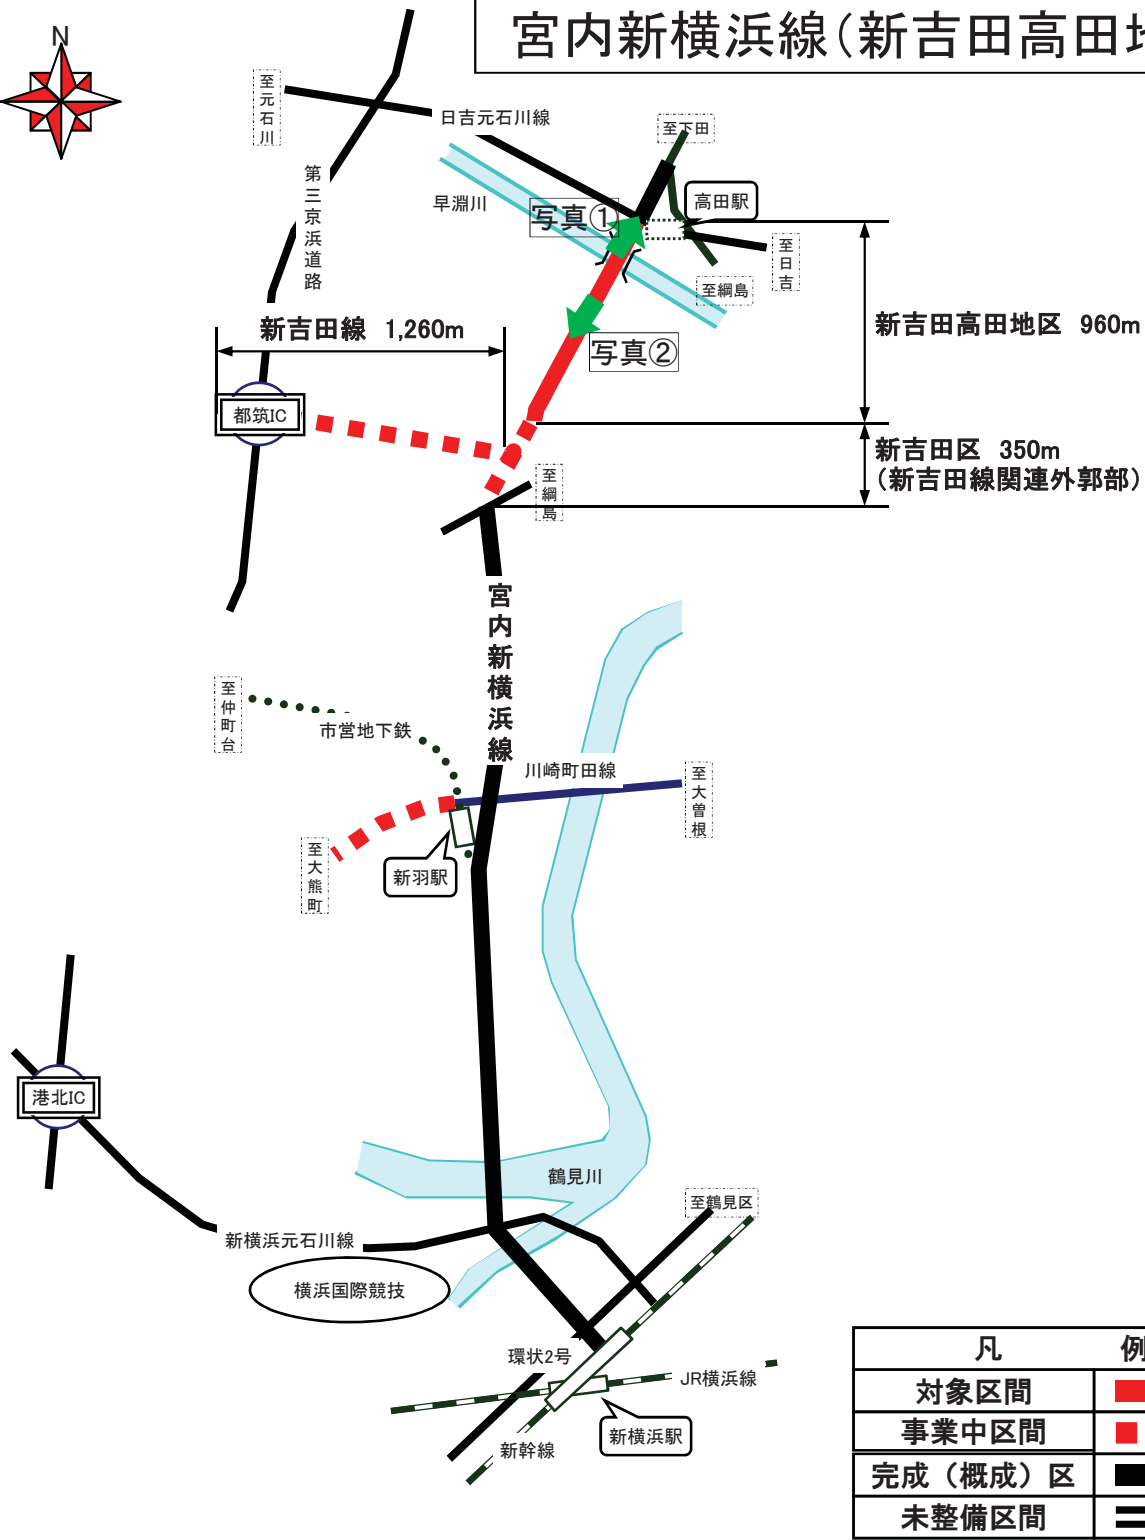 宮内新横浜線(新吉田高田
N
至元石川
日吉元石川線
至下田
第三京浜道路
早淵川
写真①
高田駅
至日吉
至綱島
新吉田線 1,260m
写真②
新吉田高田地区 960m
都筑IC
新吉田区 350m
(新吉田線関連外郭部)
至綱島
宮内新横浜線
至仲町台
市営地下鉄
川崎町田線
至大曽根
至大熊町
新羽駅
港北IC
鶴見川
至鶴見区
新横浜元石川線
横浜国際競技
環状2号
JR横浜線
新横浜駅
新幹線
凡 例
対象区間
事業中区間
完成(概成)区
未整備区間